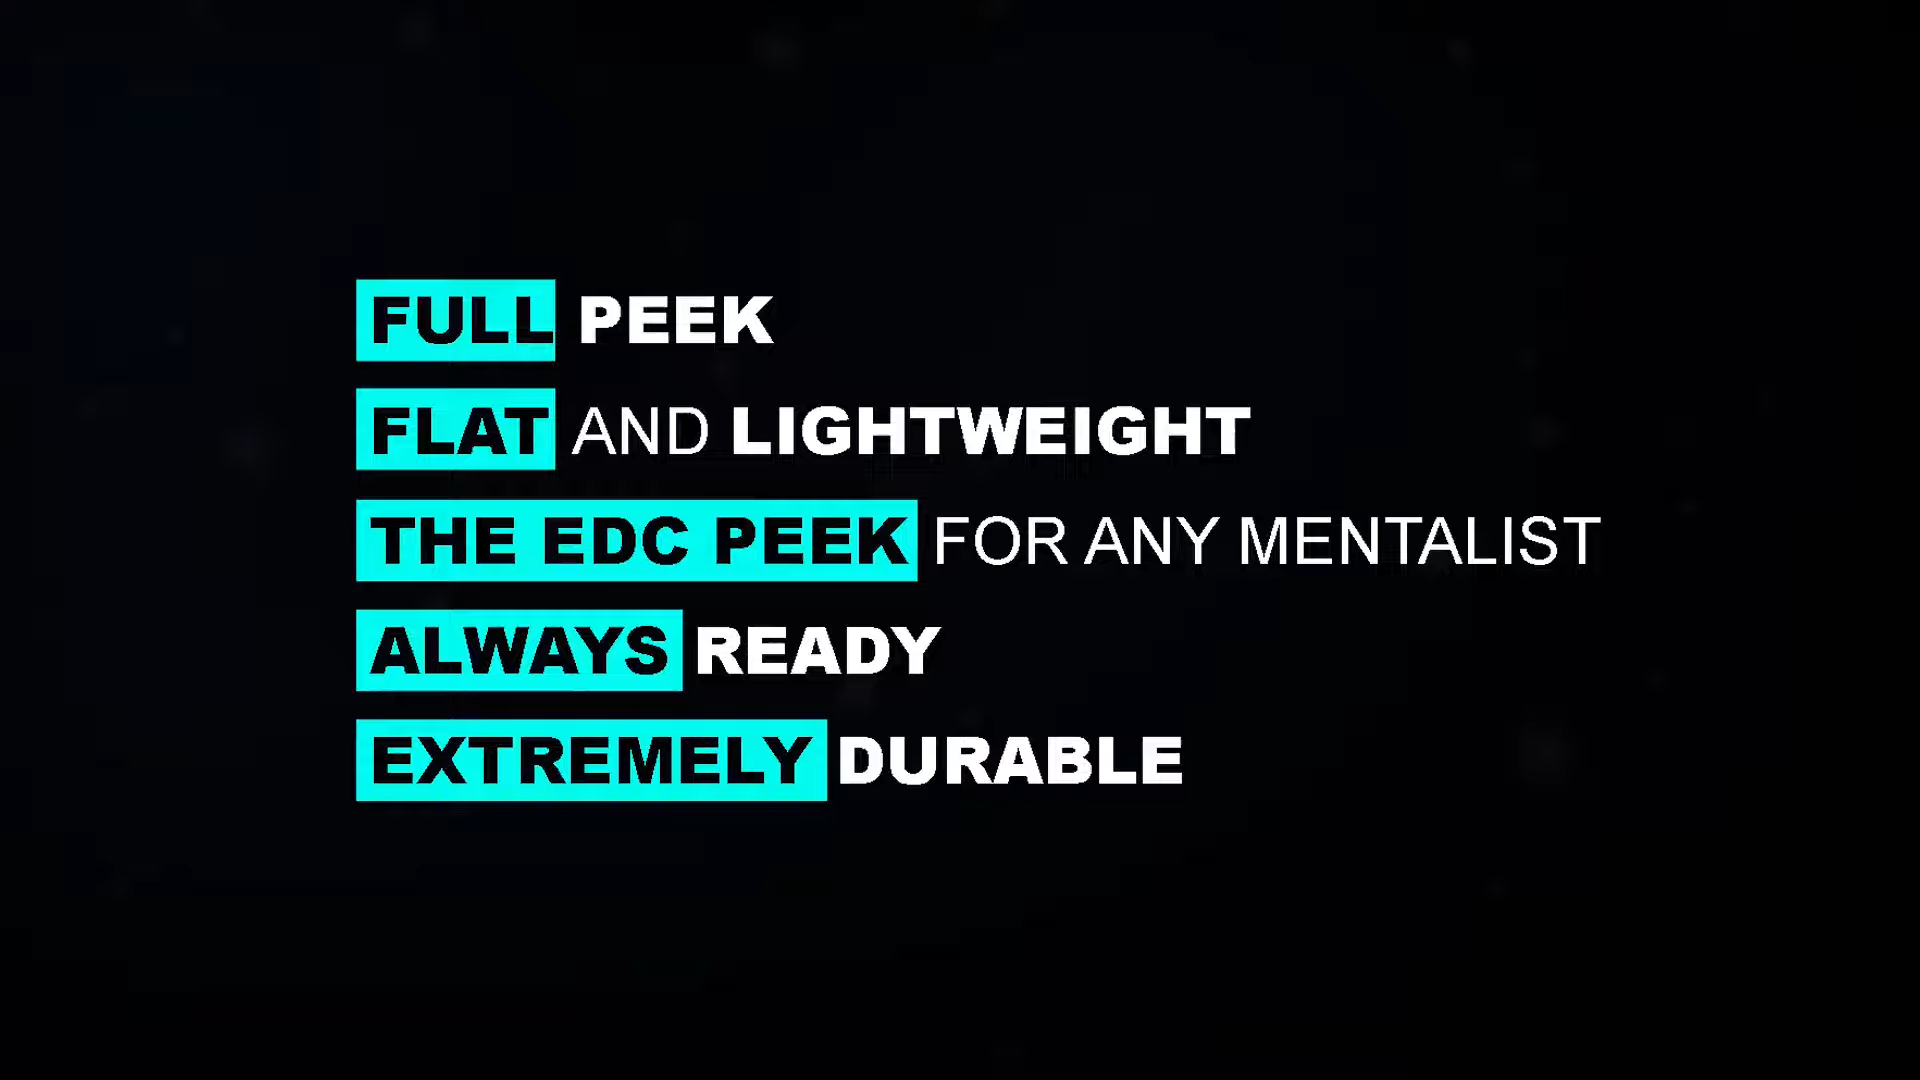 FULL PEEK
FLAT AND LIGHTWEIGHT
THE EDC PEEK FOR ANY MENTALIST
ALWAYS READY
EXTREMELY DURABLE